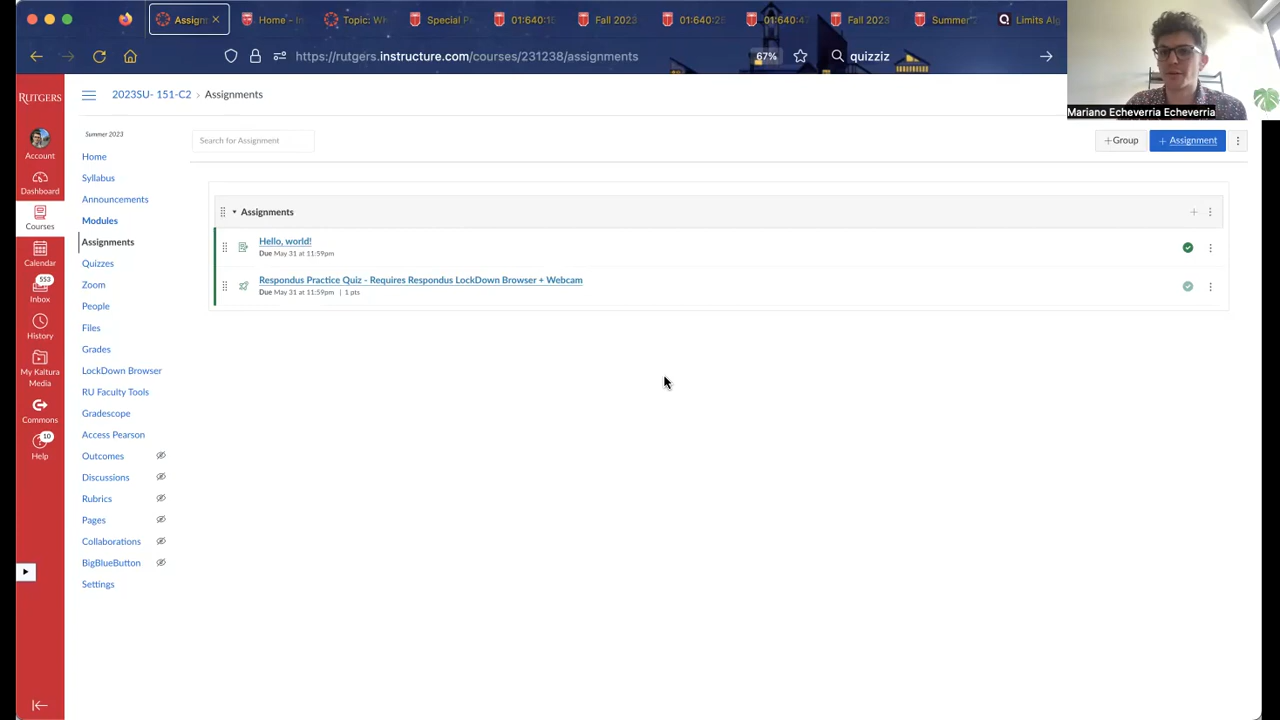 Assignm
Home - In
Topic: Wh
Special Pe
01:640:15
Fall 2023
01:640:25
01:640:47
Fall 2023
Summer
Limits Alg
https://rutgers.instructure.com/courses/231238/assignments
67%
quizziz
Mariano Echeverria Echeverria
RUTGERS
Account
Dashboard
Courses
Calendar
553
Inbox
History
My Kaltura
Media
Commons
10
Help
2023SU- 151-C2 › Assignments
Summer 2023
Home
Syllabus
Announcements
Modules
Assignments
Quizzes
Zoom
People
Files
Grades
LockDown Browser
RU Faculty Tools
Gradescope
Access Pearson
Outcomes
Discussions
Rubrics
Pages
Collaborations
BigBlueButton
Settings
Search for Assignment
+Group
+ Assignment
Assignments
Hello, world!
Due May 31 at 11:59pm
Respondus Practice Quiz - Requires Respondus LockDown Browser + Webcam
Due May 31 at 11:59pm | 1 pts